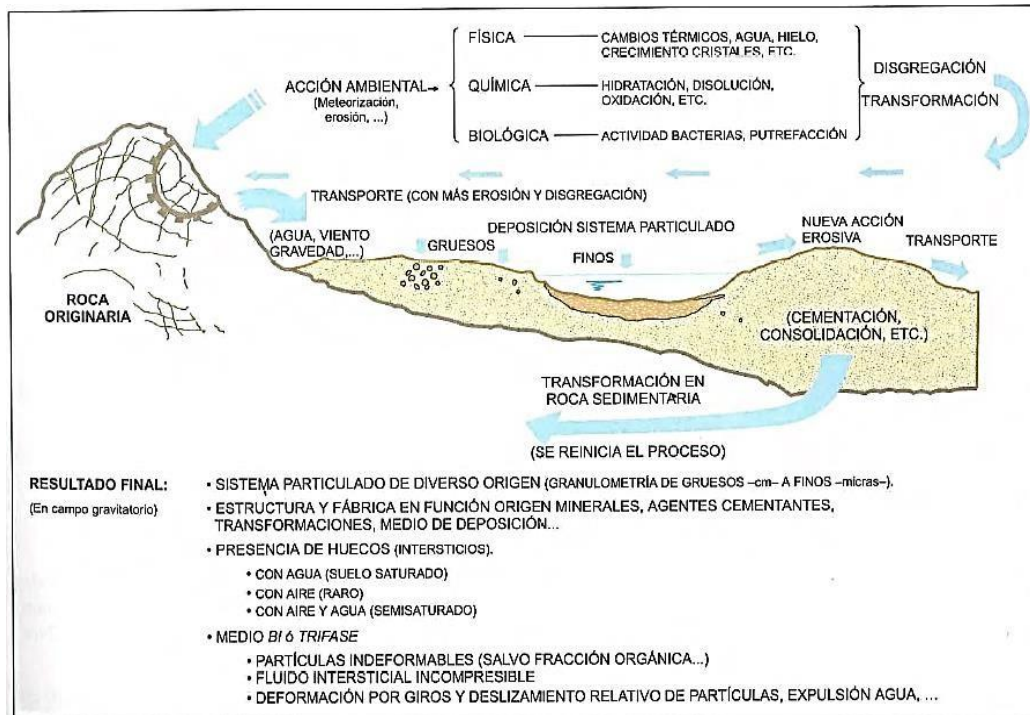 FÍSICA
CAMBIOS TÉRMICOS, AGUA, HIELO,
CRECIMIENTO CRISTALES, ETC.
ACCIÓN AMBIENTAL
(Meteorización,
erosión, ...)
QUÍMICA
HIDRATACIÓN, DISOLUCIÓN,
OXIDACIÓN, ETC.
BIOLÓGICA
ACTIVIDAD BACTERIAS, PUTREFACCIÓN
DISGREGACIÓN
TRANSFORMACIÓN
TRANSPORTE (CON MÁS EROSIÓN Y DISGREGACIÓN)
(AGUA, VIENTO
GRAVEDAD,...)
DEPOSICIÓN SISTEMA PARTICULADO
GRUESOS
FINOS
NUEVA ACCIÓN
EROSIVA
TRANSPORTE
ROCA
ORIGINARIA
(CEMENTACIÓN,
CONSOLIDACIÓN, ETC.)
TRANSFORMACIÓN EN
ROCA SEDIMENTARIA
(SE REINICIA EL PROCESO)
RESULTADO FINAL:
(En campo gravitatorio)
• SISTEMA PARTICULADO DE DIVERSO ORIGEN (GRANULOMETRÍA DE GRUESOS –cm– A FINOS –micras–).
• ESTRUCTURA Y FÁBRICA EN FUNCIÓN ORIGEN MINERALES, AGENTES CEMENTANTES,
TRANSFORMACIONES, MEDIO DE DEPOSICIÓN...
• PRESENCIA DE HUECOS (INTERSTICIOS).
• CON AGUA (SUELO SATURADO)
• CON AIRE (RARO)
• CON AIRE Y AGUA (SEMISATURADO)
• MEDIO BI ó TRIFASE
• PARTÍCULAS INDEFORMABLES (SALVO FRACCIÓN ORGÁNICA...)
• FLUIDO INTERSTICIAL INCOMPRESIBLE
• DEFORMACIÓN POR GIROS Y DESLIZAMIENTO RELATIVO DE PARTÍCULAS, EXPULSIÓN AGUA, ...